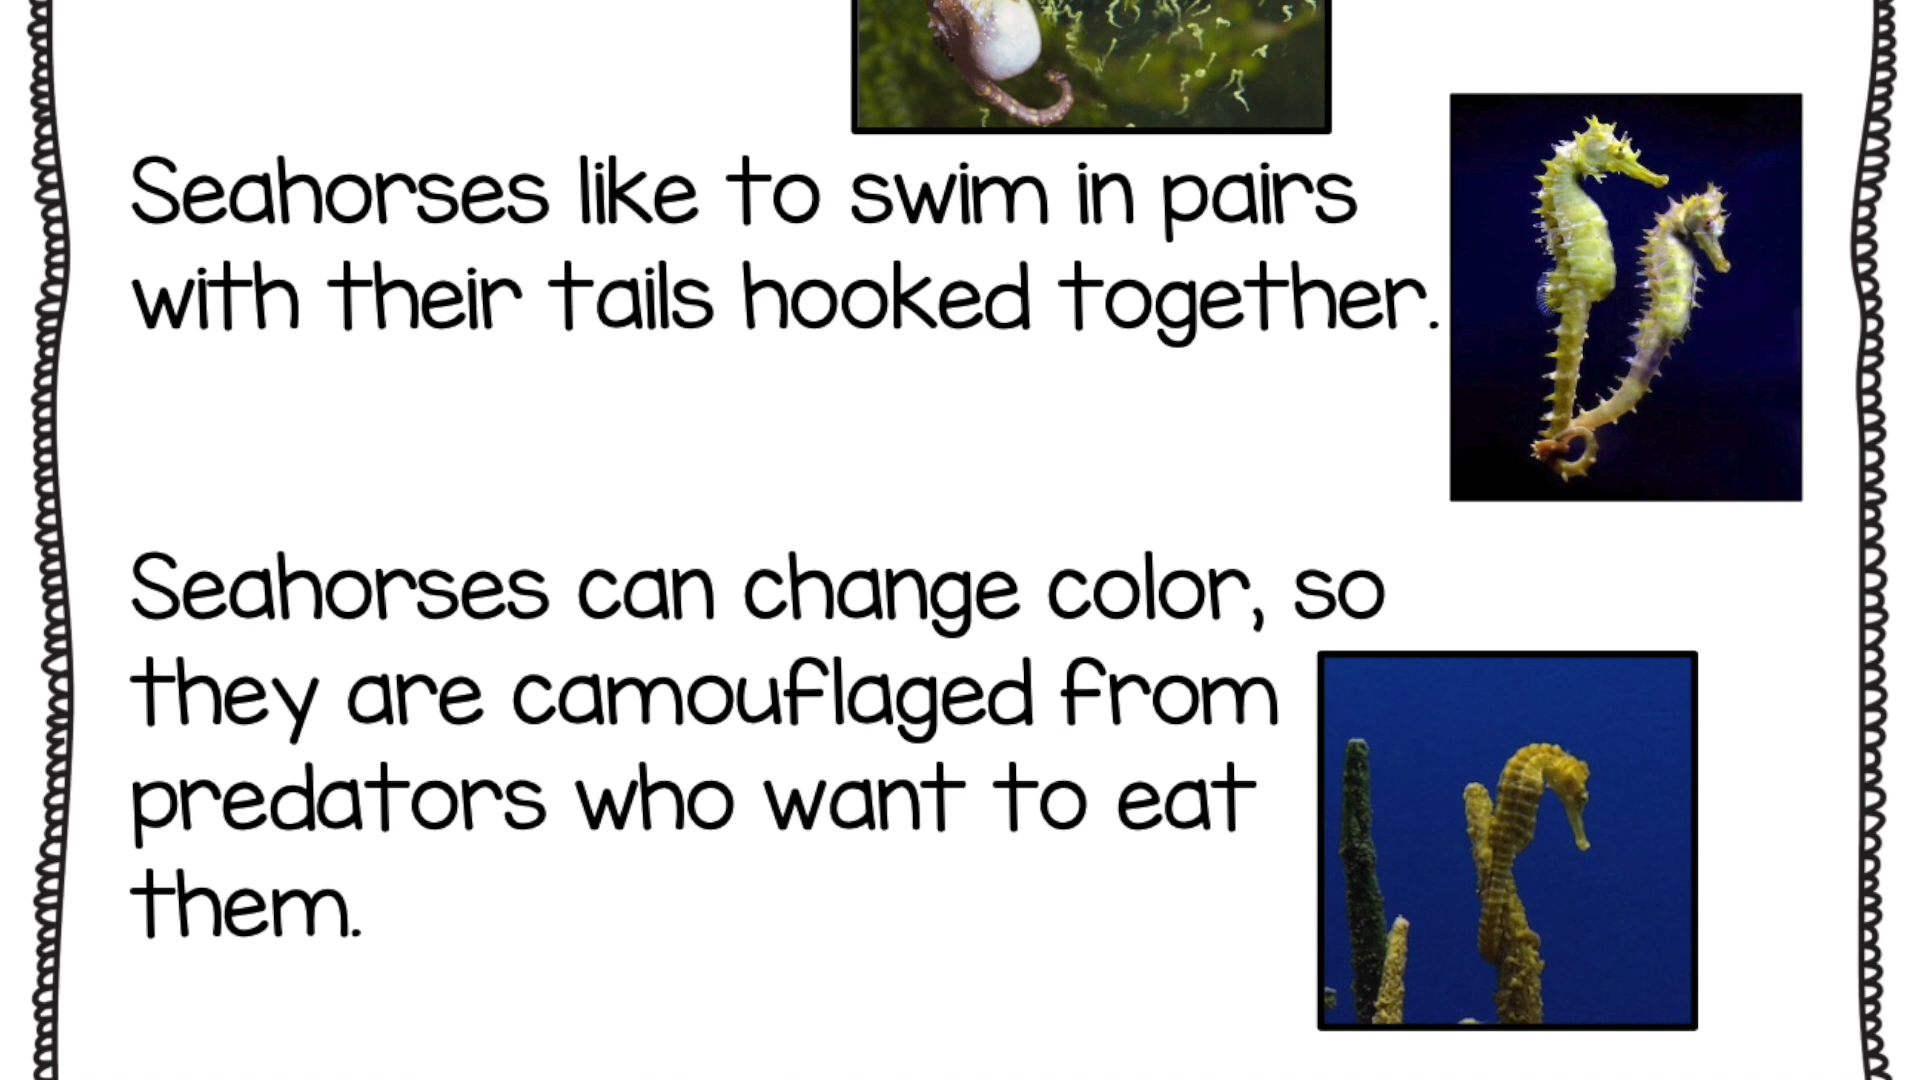 Seahorses like to swim in pairs
with their tails hooked together.
Seahorses can change color, so
they are camouflaged from
predators who want to eat
them.